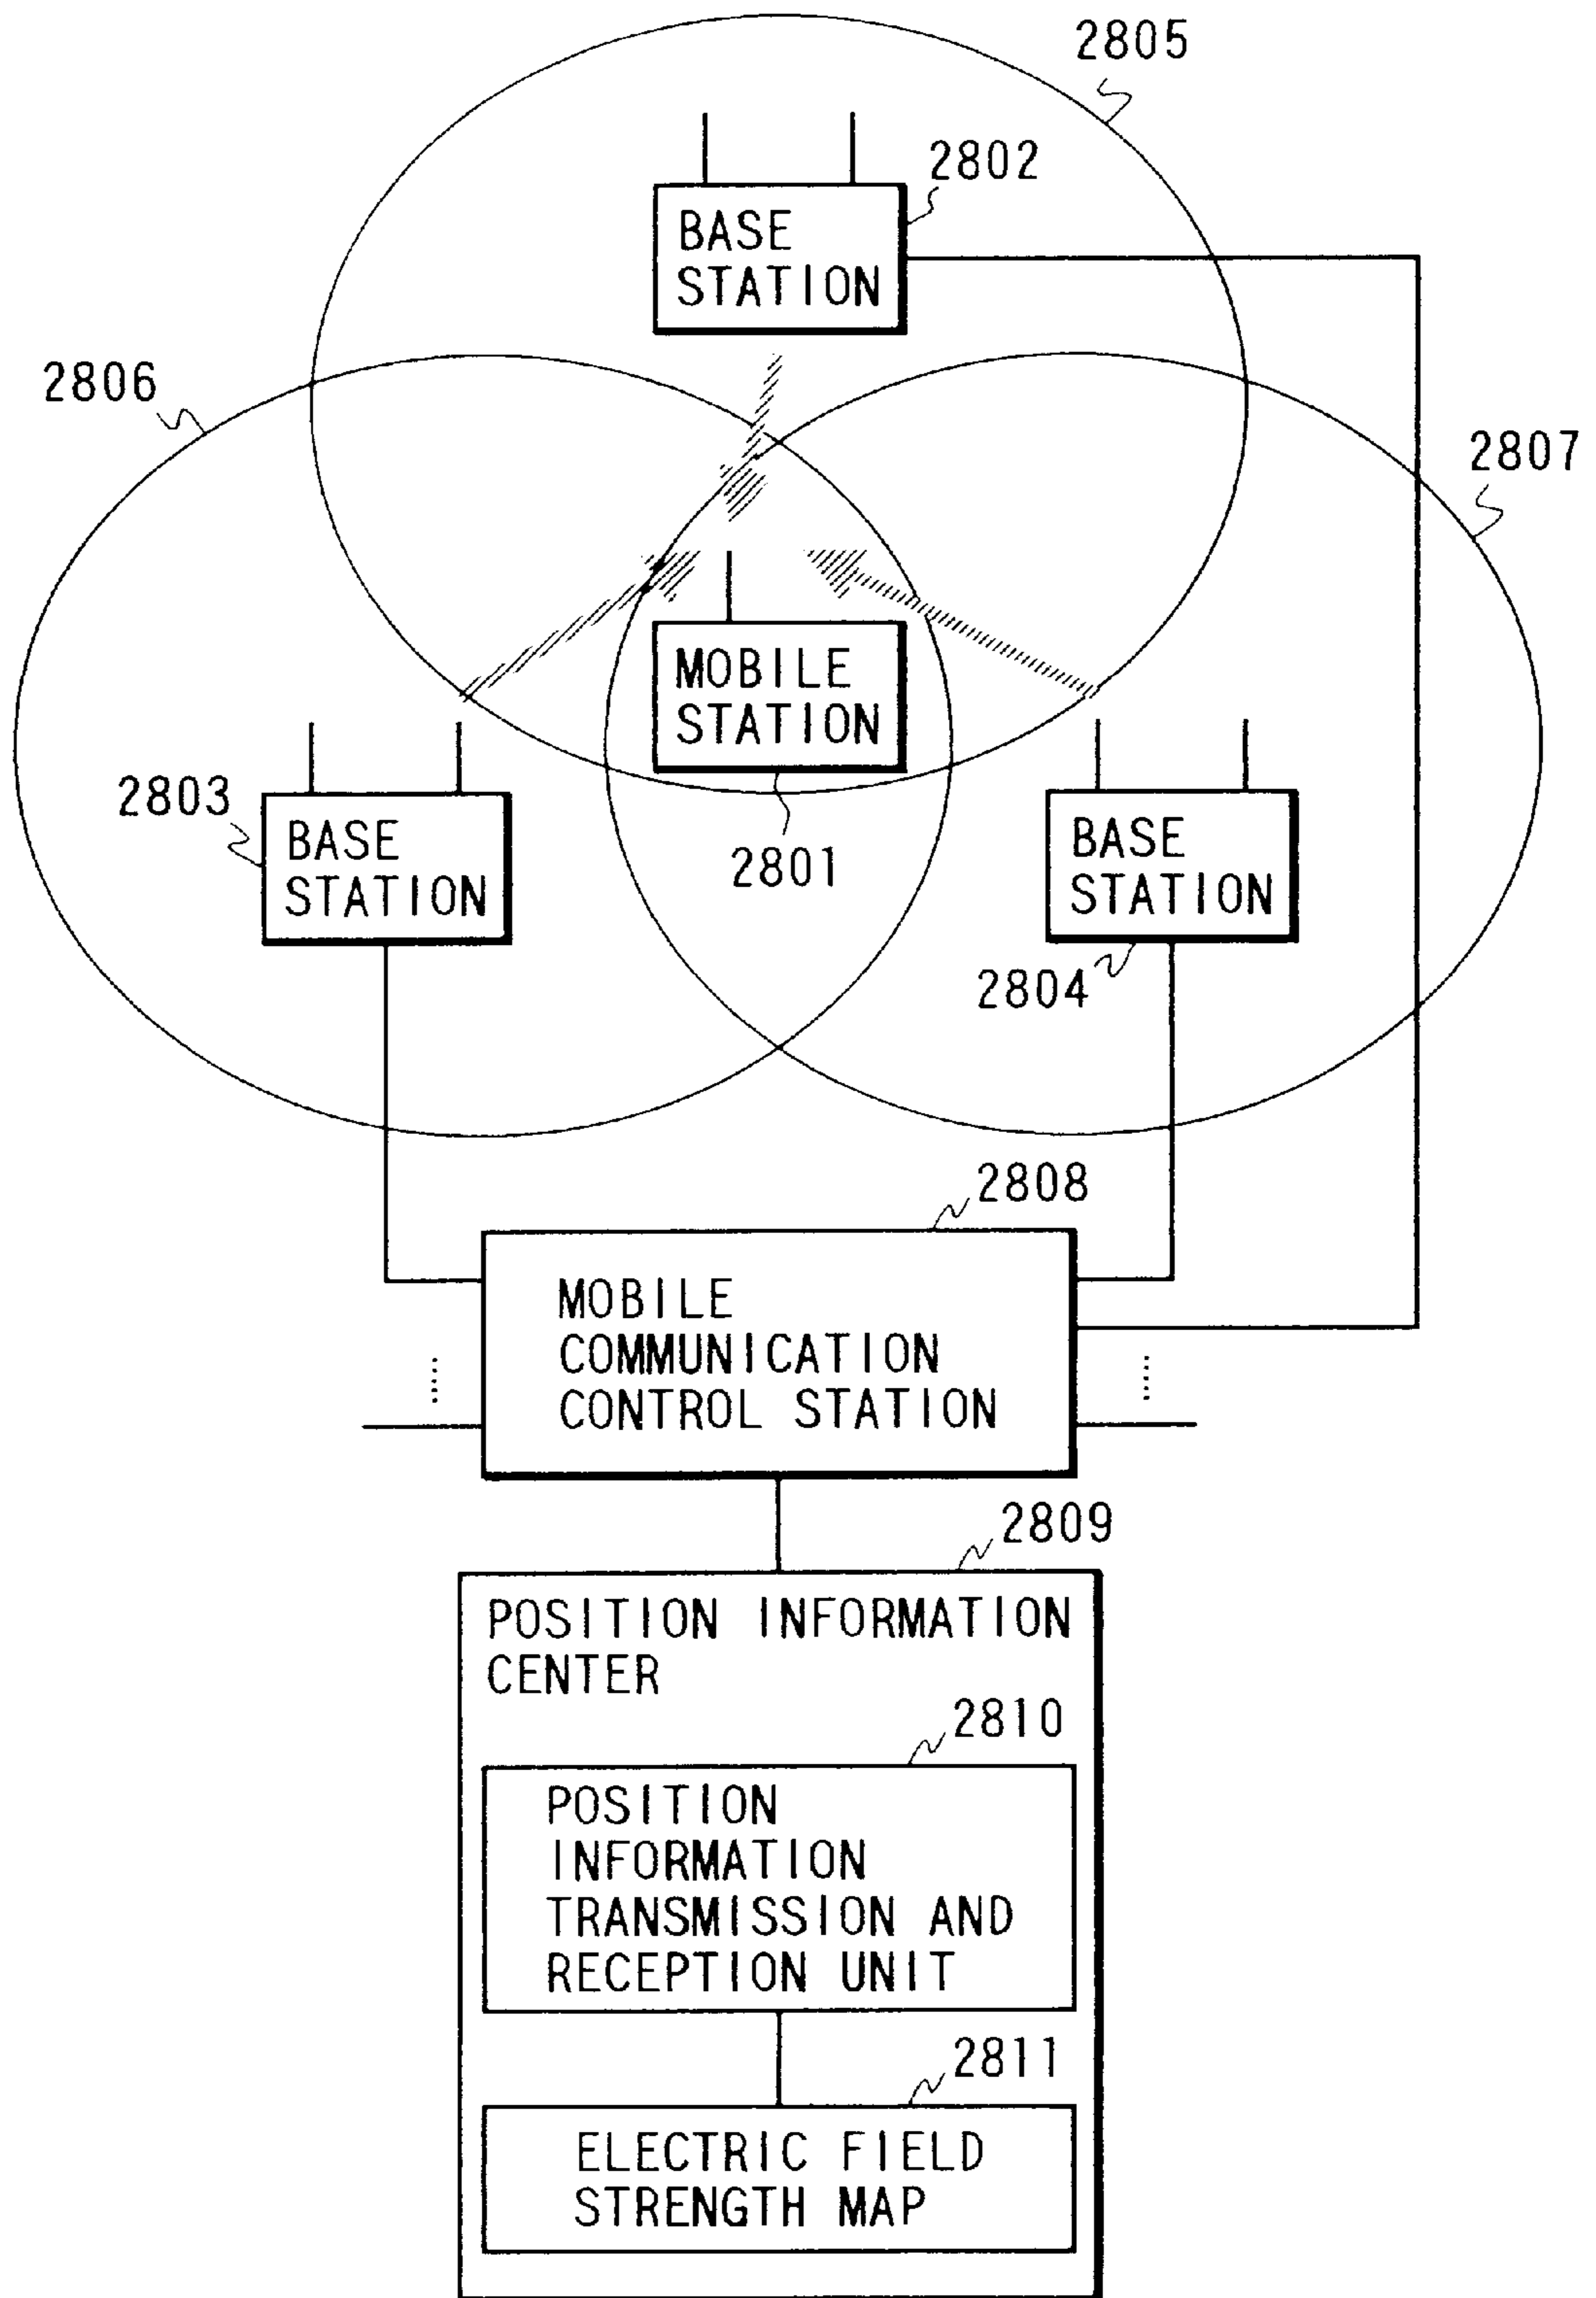 2805
2802
BASE
STATION
2806
2807
MOBILE
STATION
2803
BASE
STATION
2801
BASE
STATION
2804
2808
MOBILE
COMMUNICATION
CONTROL STATION
2809
POSITION INFORMATION
CENTER
2810
POSITION
INFORMATION
TRANSMISSION AND
RECEPTION UNIT
2811
ELECTRIC FIELD
STRENGTH MAP